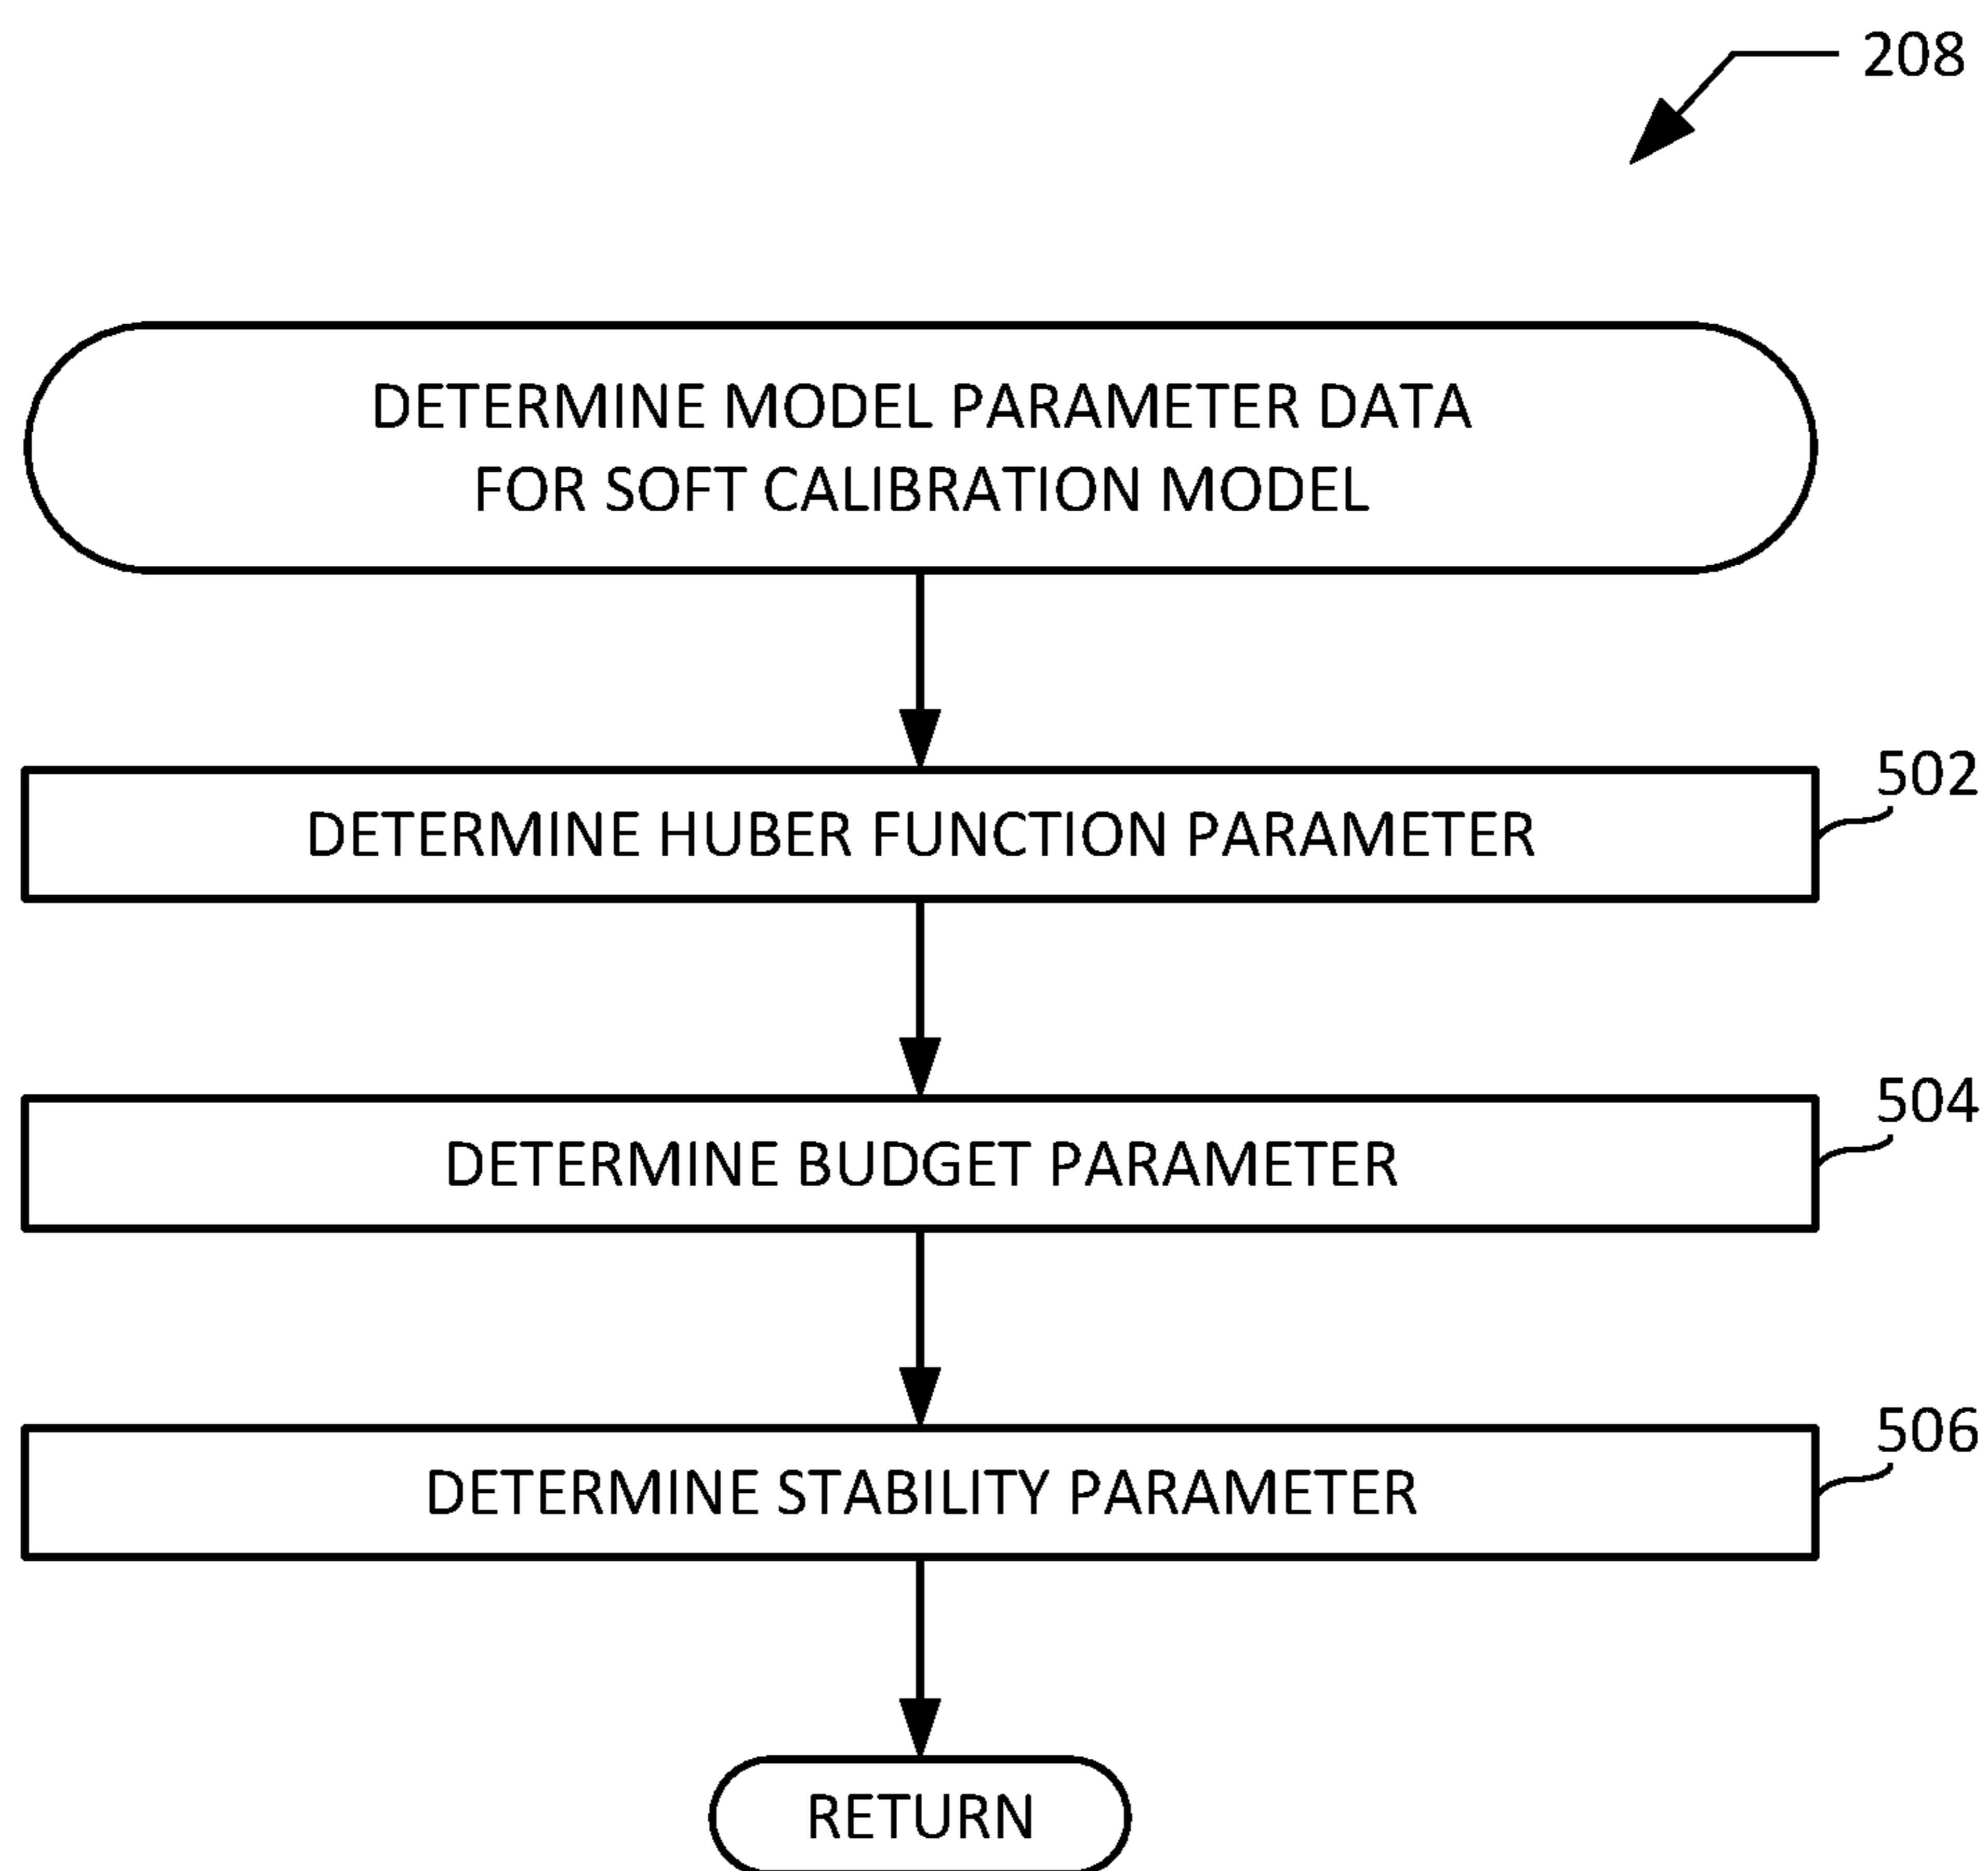 208
DETERMINE MODEL PARAMETER DATA
FOR SOFT CALIBRATION MODEL
502
DETERMINE HUBER FUNCTION PARAMETER
504
DETERMINE BUDGET PARAMETER
506
DETERMINE STABILITY PARAMETER
RETURN